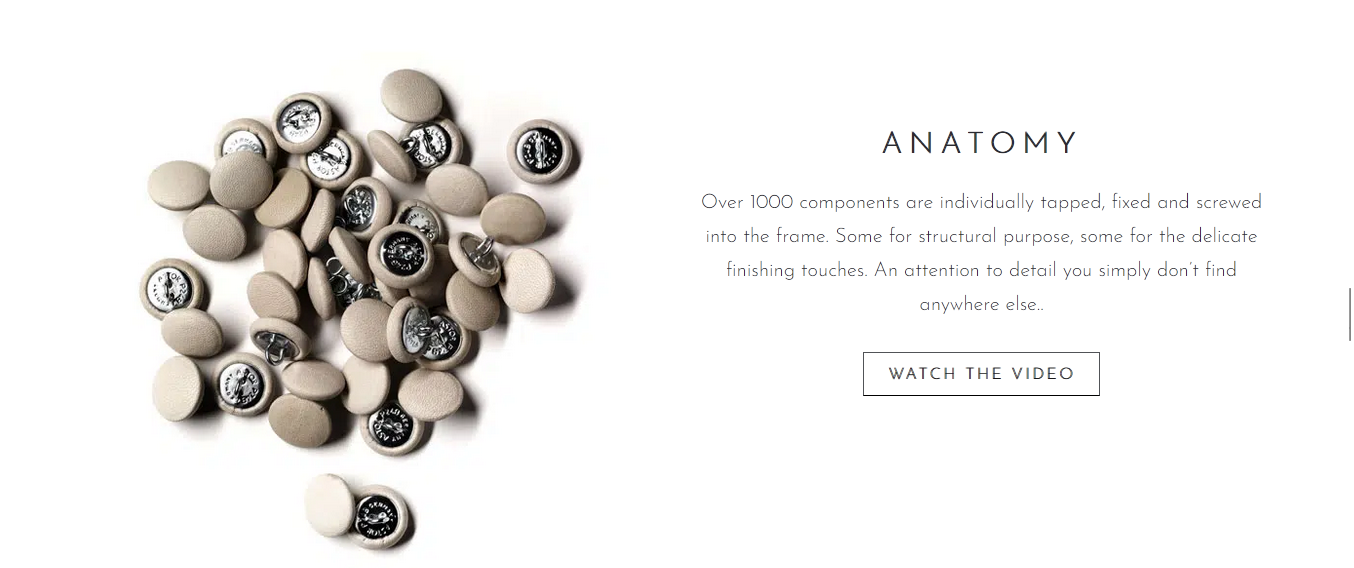 ANATOMY
Over 1000 components are individually tapped, fixed and screwed
into the frame. Some for structural purpose, some for the delicate
finishing touches. An attention to detail you simply don't find
anywhere else..
WATCH THE VIDEO